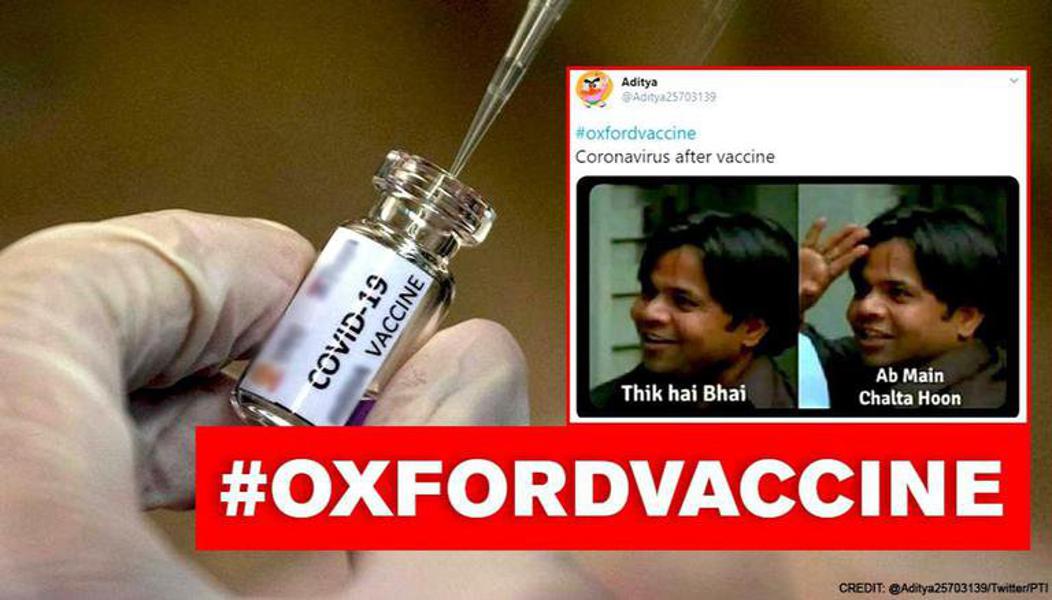 COVID-19
VACCINE
Aditya
@Aditya25703139
#oxfordvaccine
Coronavirus after vaccine
Thik hai Bhai
Ab Main
Chalta Hoon
#OXFORDVACCINE
CREDIT: @Aditya25703139/Twitter/PTI